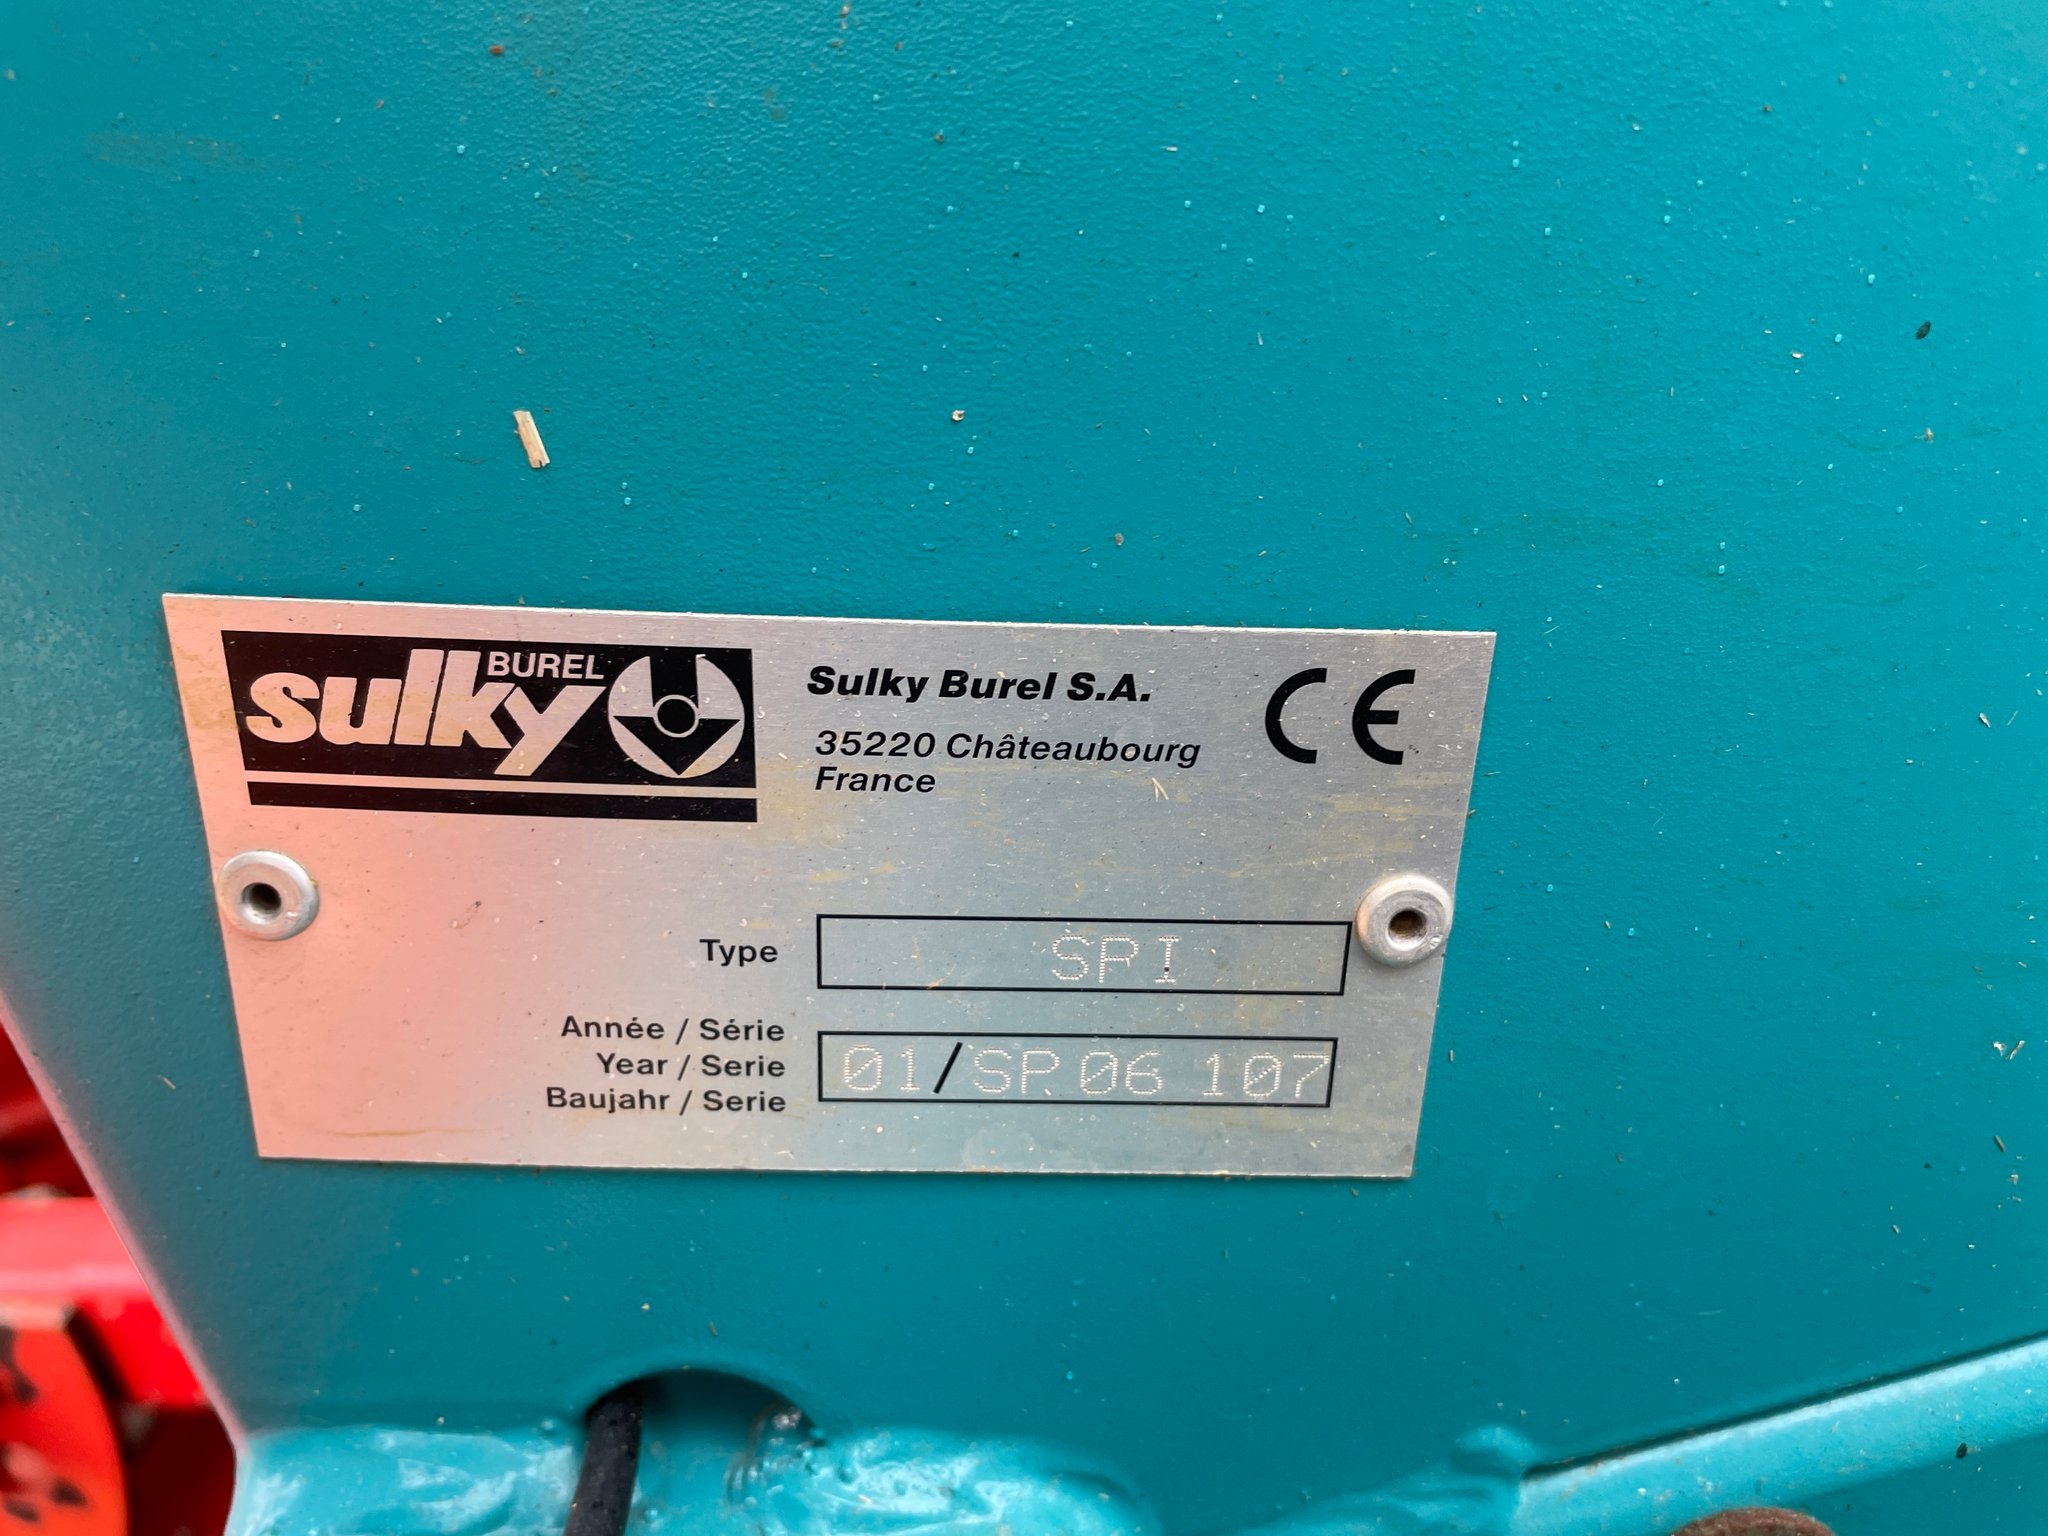 BUREL
sulky
Sulky Burel S.A.
35220 Châteaubourg
France
CE
Type
SPI
Année / Série
Year / Serie
Baujahr / Serie
01/SP 06 107